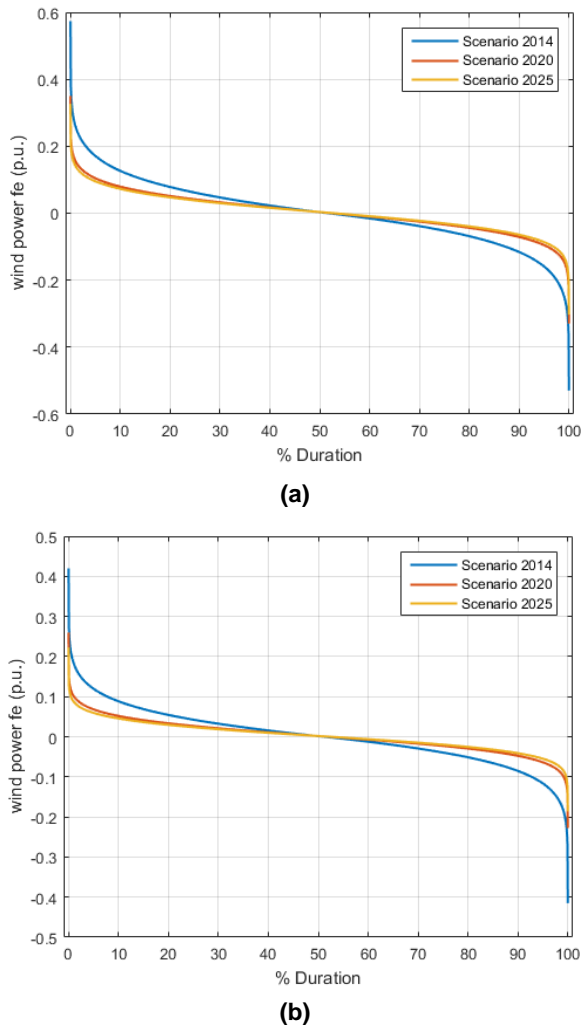 0.6
0.4
0.2
0
-0.2
-0.4
-0.6
wind power fe (p.u.)
Scenario 2014
Scenario 2020
Scenario 2025
0 10 20 30 40 50 60 70 80 90 100
% Duration
(a)
0.5
0.4
0.3
0.2
0.1
0
-0.1
-0.2
-0.3
-0.4
-0.5
wind power fe (p.u.)
Scenario 2014
Scenario 2020
Scenario 2025
0 10 20 30 40 50 60 70 80 90 100
% Duration
(b)